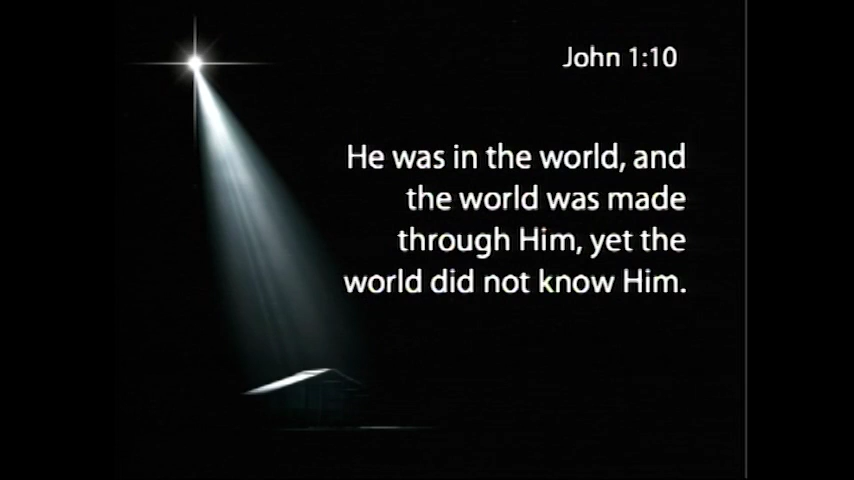 John 1:10
He was in the world, and
the world was made
through Him, yet the
world did not know Him.